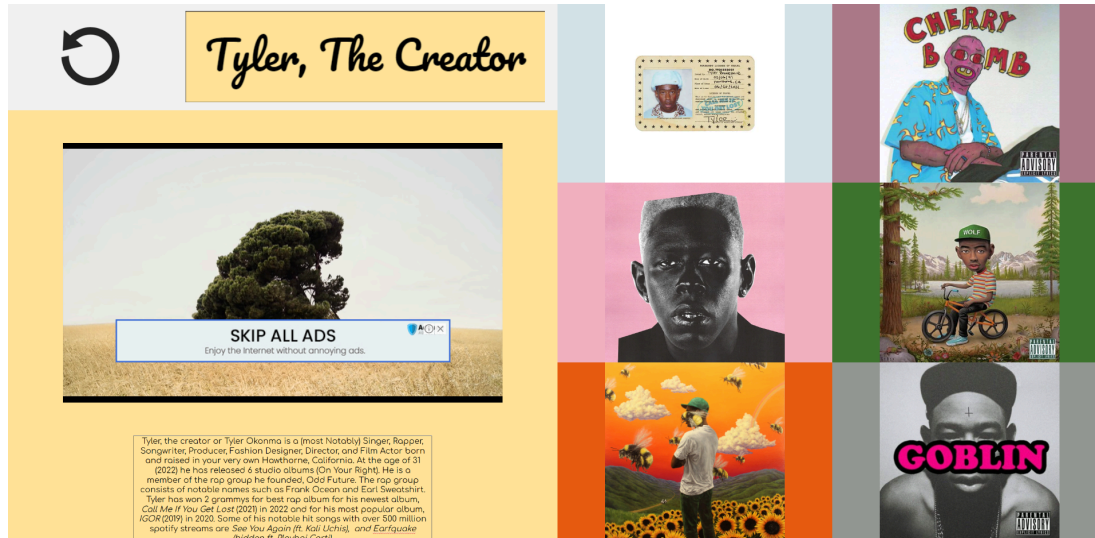 Tyler, The Creator
SKIP ALL ADS
Enjoy the Internet without annoying ads.
Tyler, the creator or Tyler Okonma is a (most Notably) Singer, Rapper,
Songwriter, Producer, Fashion Designer, Director, and Film Actor born
and raised in your very own Hawthorne, California. At the age of 31
(2022) he has released 6 studio albums (On Your Right). He is a
member of the rap group he founded, Odd Future. The rap group
consists of notable names such as Frank Ocean and Earl Sweatshirt.
Tyler has won 2 grammys for best rap album for his newest album,
Call Me If You Get Lost (2021) in 2022 and for his most popular album,
IGOR (2019) in 2020. Some of his notable hit songs with over 500 million
spotify streams are See You Again (ft. Kali Uchis), and Earfquake
CHERRY
BOMB
PARENTAL
ADVISORY
EXPLICIT LYRICS
WOLF
PARENTAL
ADVISORY
GOBLIN
PARENTAL
ADVISORY